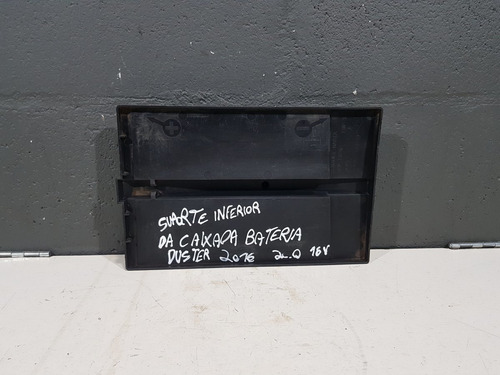 SUPORTE INFERIOR
DA CAIXA DA BATERIA
DUSTER 2016 2.0 16V